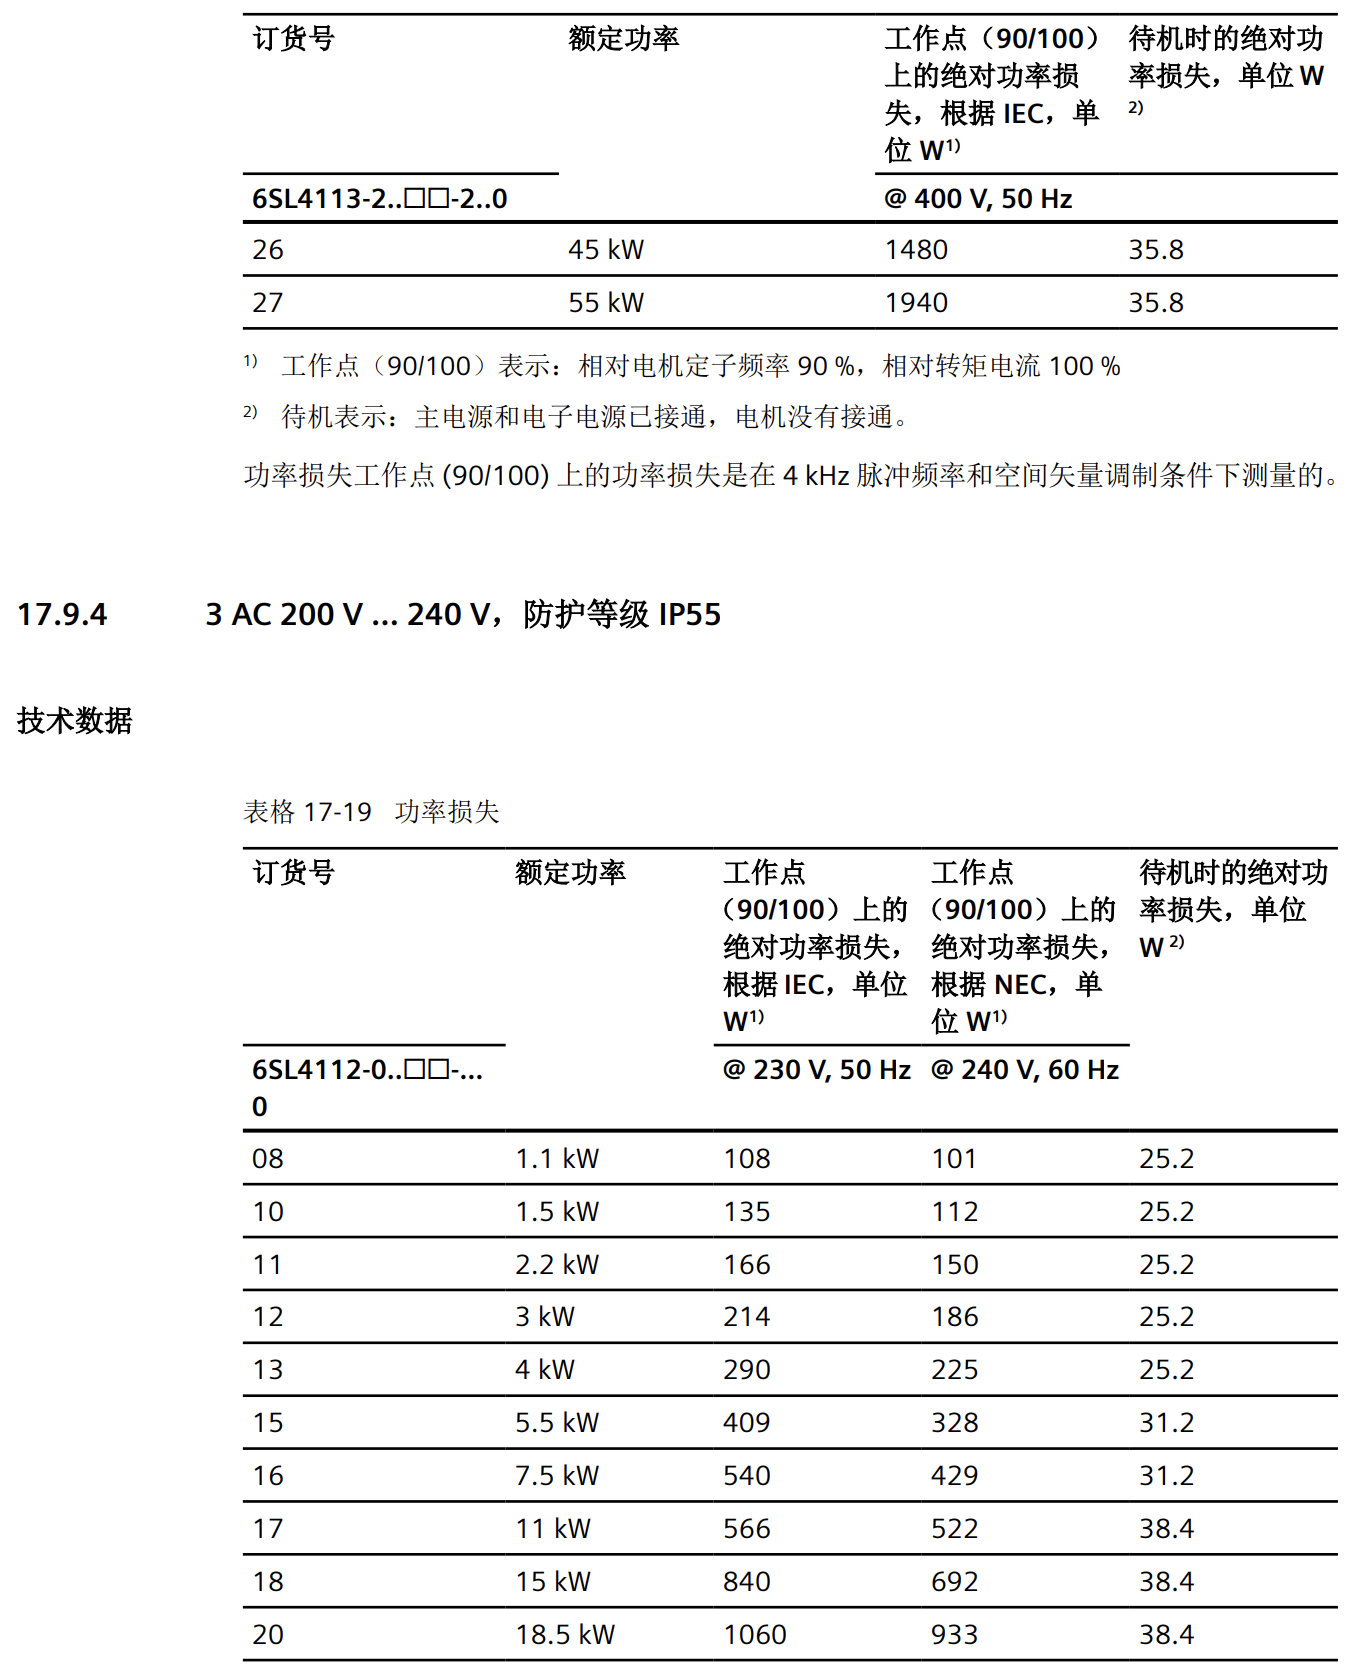 订货号 额定功率 工作点（90/100） 待机时的绝对功
上的绝对功率损 率损失，单位 W
失，根据 IEC，单 2)
位 W1)
6SL4113-2..□□-2..0 @ 400 V, 50 Hz
26 45 kW 1480 35.8
27 55 kW 1940 35.8
1) 工作点（90/100）表示：相对电机定子频率 90 %，相对转矩电流 100 %
2) 待机表示：主电源和电子电源已接通，电机没有接通。
功率损失工作点 (90/100) 上的功率损失是在 4 kHz 脉冲频率和空间矢量调制条件下测量的。
17.9.4 3 AC 200 V ... 240 V，防护等级 IP55
技术数据
表格 17-19 功率损失
订货号 额定功率 工作点 工作点 待机时的绝对功
（90/100）上的 （90/100）上的 率损失，单位
绝对功率损失， 绝对功率损失， W 2)
根据 IEC，单位 根据 NEC，单
W1) 位 W1)
6SL4112-0..□□-... @ 230 V, 50 Hz @ 240 V, 60 Hz
0
08 1.1 kW 108 101 25.2
10 1.5 kW 135 112 25.2
11 2.2 kW 166 150 25.2
12 3 kW 214 186 25.2
13 4 kW 290 225 25.2
15 5.5 kW 409 328 31.2
16 7.5 kW 540 429 31.2
17 11 kW 566 522 38.4
18 15 kW 840 692 38.4
20 18.5 kW 1060 933 38.4